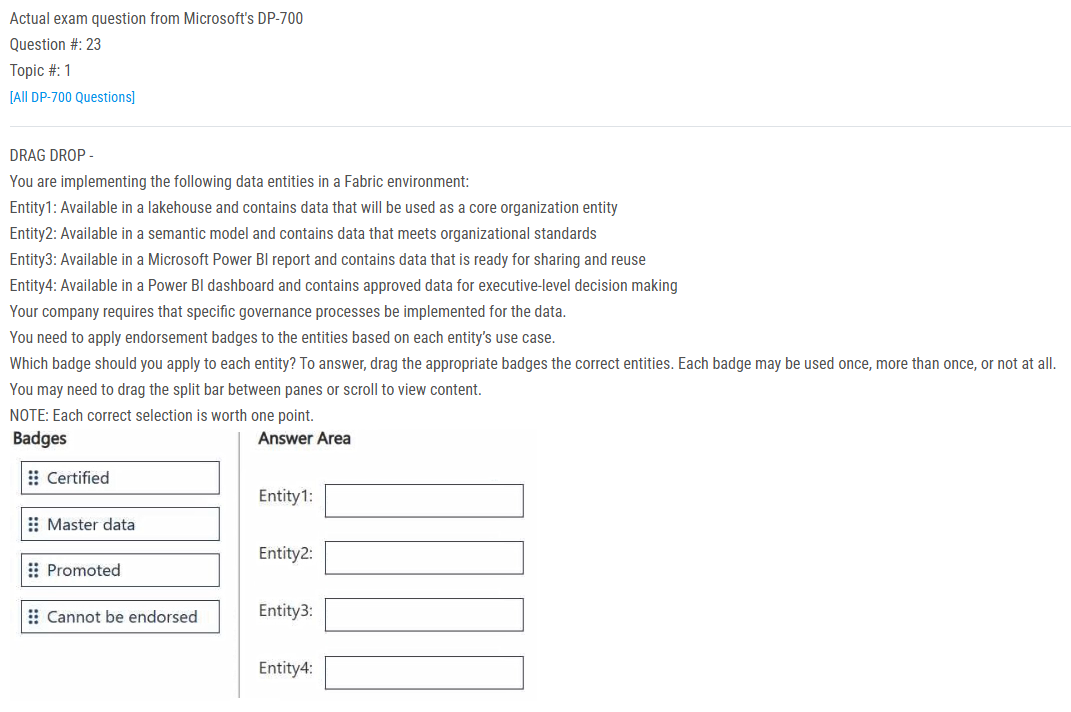 Actual exam question from Microsoft's DP-700
Question #: 23
Topic #: 1
[All DP-700 Questions]
DRAG DROP -
You are implementing the following data entities in a Fabric environment:
Entity1: Available in a lakehouse and contains data that will be used as a core organization entity
Entity2: Available in a semantic model and contains data that meets organizational standards
Entity3: Available in a Microsoft Power BI report and contains data that is ready for sharing and reuse
Entity4: Available in a Power BI dashboard and contains approved data for executive-level decision making
Your company requires that specific governance processes be implemented for the data.
You need to apply endorsement badges to the entities based on each entity's use case.
Which badge should you apply to each entity? To answer, drag the appropriate badges the correct entities. Each badge may be used once, more than once, or not at all.
You may need to drag the split bar between panes or scroll to view content.
NOTE: Each correct selection is worth one point.
Badges
Certified
Master data
Promoted
Cannot be endorsed
Answer Area
Entity1:
Entity2:
Entity3:
Entity4: